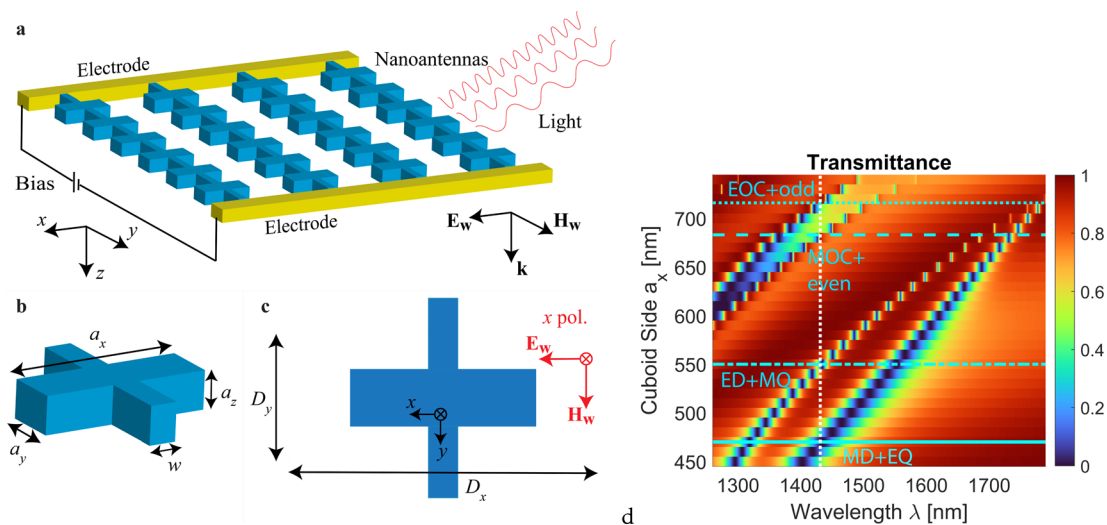 a
Electrode
Nanoantennas
Light
Bias
Electrode
x
y
z
E_w
H_w
k
b
a_x
a_z
a_y
w
c
x pol.
E_w
H_w
D_y
x
y
D_x
d
Transmittance
EOC+odd
MOC+
even
ED+MO
MD+EQ
Cuboid Side a_x [nm]
700
650
600
550
500
450
1300
1400
1500
1600
1700
Wavelength λ [nm]
1
0.8
0.6
0.4
0.2
0